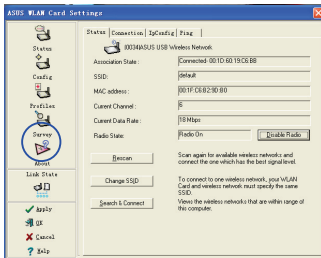 ASUS WLAN Card Settings
Status
Config
Profiles
Survey
About
Link State
Apply
OK
Cancel
Help
Status Connection IpConfig Ping
[0034]ASUS USB Wireless Network
Association State : Connected- 00:1D:60:19:C6:BB
SSID: default
MAC address : 00:1F:C6:B2:9D:B0
Current Channel : 6
Current Data Rate : 18 Mbps
Radio State: Radio On Disable Radio
Rescan Scan again for available wireless networks and
connect the one which has the best signal level.
Change SSID To connect to one wireless network, your WLAN
Card and wireless network must specify the same
SSID.
Search & Connect Views the wireless networks that are within range of
this computer.